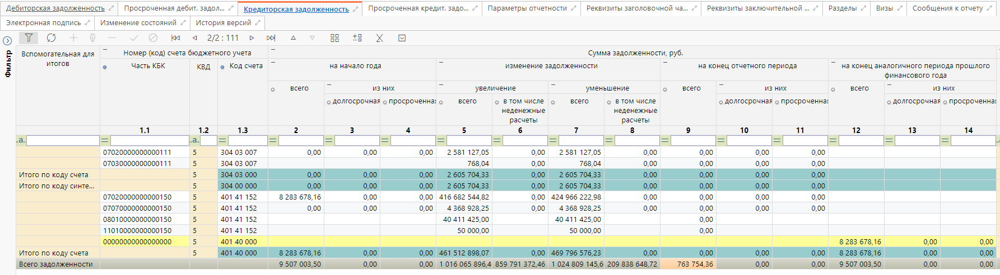 Дебиторская задолженность Просроченная дебит. задол... Кредиторская задолженность Просроченная кредит. задо... Параметры отчетности Реквизиты заголовочной ча... Реквизиты заключительной ... Разделы Визы Сообщения к отчету
Электронная подпись Изменение состояний История версий
2/2 : 111
Фильтр
Вспомогательная для итогов
Номер (код) счета бюджетного учета
Сумма задолженности, руб.
Часть КБК КВД Код счета
на начало года изменение задолженности на конец отчетного периода на конец аналогичного периода прошлого финансового года
всего из них увеличение уменьшение всего из них всего из них
долгосрочная просроченная всего в том числе неденежные расчеты всего в том числе неденежные расчеты долгосрочная просроченная долгосрочная просроченная
1.1 1.2 1.3 2 3 4 5 6 7 8 9 10 11 12 13 14
.a. = .a. = = = = = = = = = = = = = =
07020000000000111 5 304 03 007 0,00 0,00 0,00 2 581 127,05 0,00 2 581 127,05 0,00 0,00 0,00 0,00
07030000000000111 5 304 03 007 768,04 0,00 768,04 0,00 0,00 0,00 0,00
Итого по коду счета 5 304 03 000 0,00 0,00 0,00 2 605 704,33 0,00 2 605 704,33 0,00 0,00 0,00 0,00
Итого по коду синте... 5 304 00 000 0,00 0,00 0,00 2 605 704,33 0,00 2 605 704,33 0,00 0,00 0,00 0,00
07020000000000150 5 401 41 152 8 283 678,16 0,00 0,00 416 682 544,82 0,00 424 966 222,98 0,00 0,00 0,00 0,00
07070000000000150 5 401 41 152 0,00 0,00 0,00 4 368 928,25 0,00 4 368 928,25 0,00 0,00 0,00 0,00
08010000000000150 5 401 41 152 40 411 425,00 40 411 425,00 0,00
11010000000000150 5 401 41 152 50 000,00 50 000,00 0,00
00000000000000000 5 401 40 000 8 283 678,16 0,00 0,00
Итого по коду счета 5 401 40 000 8 283 678,16 0,00 0,00 461 512 898,07 0,00 469 796 576,23 0,00 0,00 0,00 0,00 8 283 678,16 0,00 0,00
Всего задолженности 9 507 003,50 0,00 0,00 1 016 065 896,4 859 791 372,46 1 024 809 145,6 209 838 648,72 763 754,36 0,00 0,00 9 507 003,50 0,00 0,00